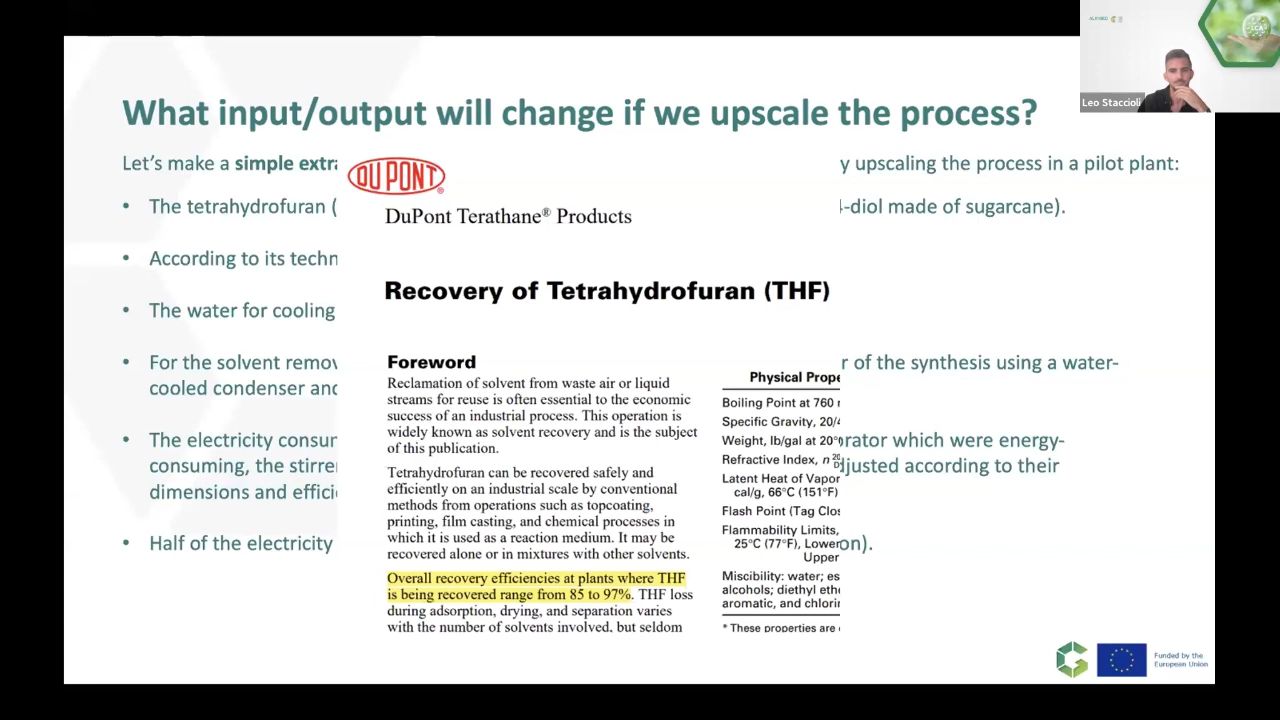 Leo Staccioli
What input/output will change if we upscale the process?
Let's make a simple extra
y upscaling the process in a pilot plant:
• The tetrahydrofuran (
-diol made of sugarcane).
• According to its techn
• The water for cooling
• For the solvent remov
r of the synthesis using a water-
cooled condenser and
• The electricity consum
rator which were energy-
consuming, the stirre
djusted according to their
dimensions and effici
• Half of the electricity
on).
DU PONT®
DuPont Terathane® Products
Recovery of Tetrahydrofuran (THF)
Foreword
Reclamation of solvent from waste air or liquid
streams for reuse is often essential to the economic
success of an industrial process. This operation is
widely known as solvent recovery and is the subject
of this publication.
Tetrahydrofuran can be recovered safely and
efficiently on an industrial scale by conventional
methods from operations such as topcoating,
printing, film casting, and chemical processes in
which it is used as a reaction medium. It may be
recovered alone or in mixtures with other solvents.
Overall recovery efficiencies at plants where THF
is being recovered range from 85 to 97%. THF loss
during adsorption, drying, and separation varies
with the number of solvents involved, but seldom
Physical Prope
Boiling Point at 760
Specific Gravity, 20/4
Weight, lb/gal at 20°
Refractive Index, n 20 D
Latent Heat of Vapor
cal/g, 66°C (151°F)
Flash Point (Tag Clos
Flammability Limits,
25°C (77°F), Lower
Upper
Miscibility: water; es
alcohols; diethyl ethe
aromatic, and chlorin
* These properties are
Funded by the
European Union